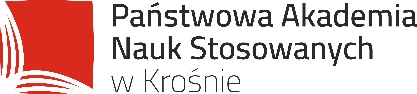 Państwowa Akademia
Nauk Stosowanych
w Krośnie